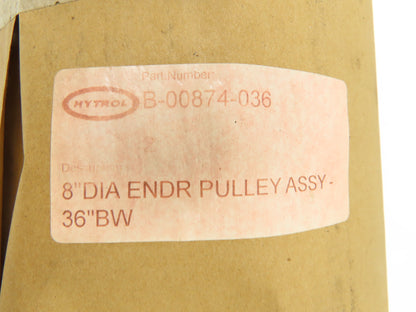 Part Number
HYTROL B-00874-036
Description
8"DIA ENDR PULLEY ASSY-
36"BW